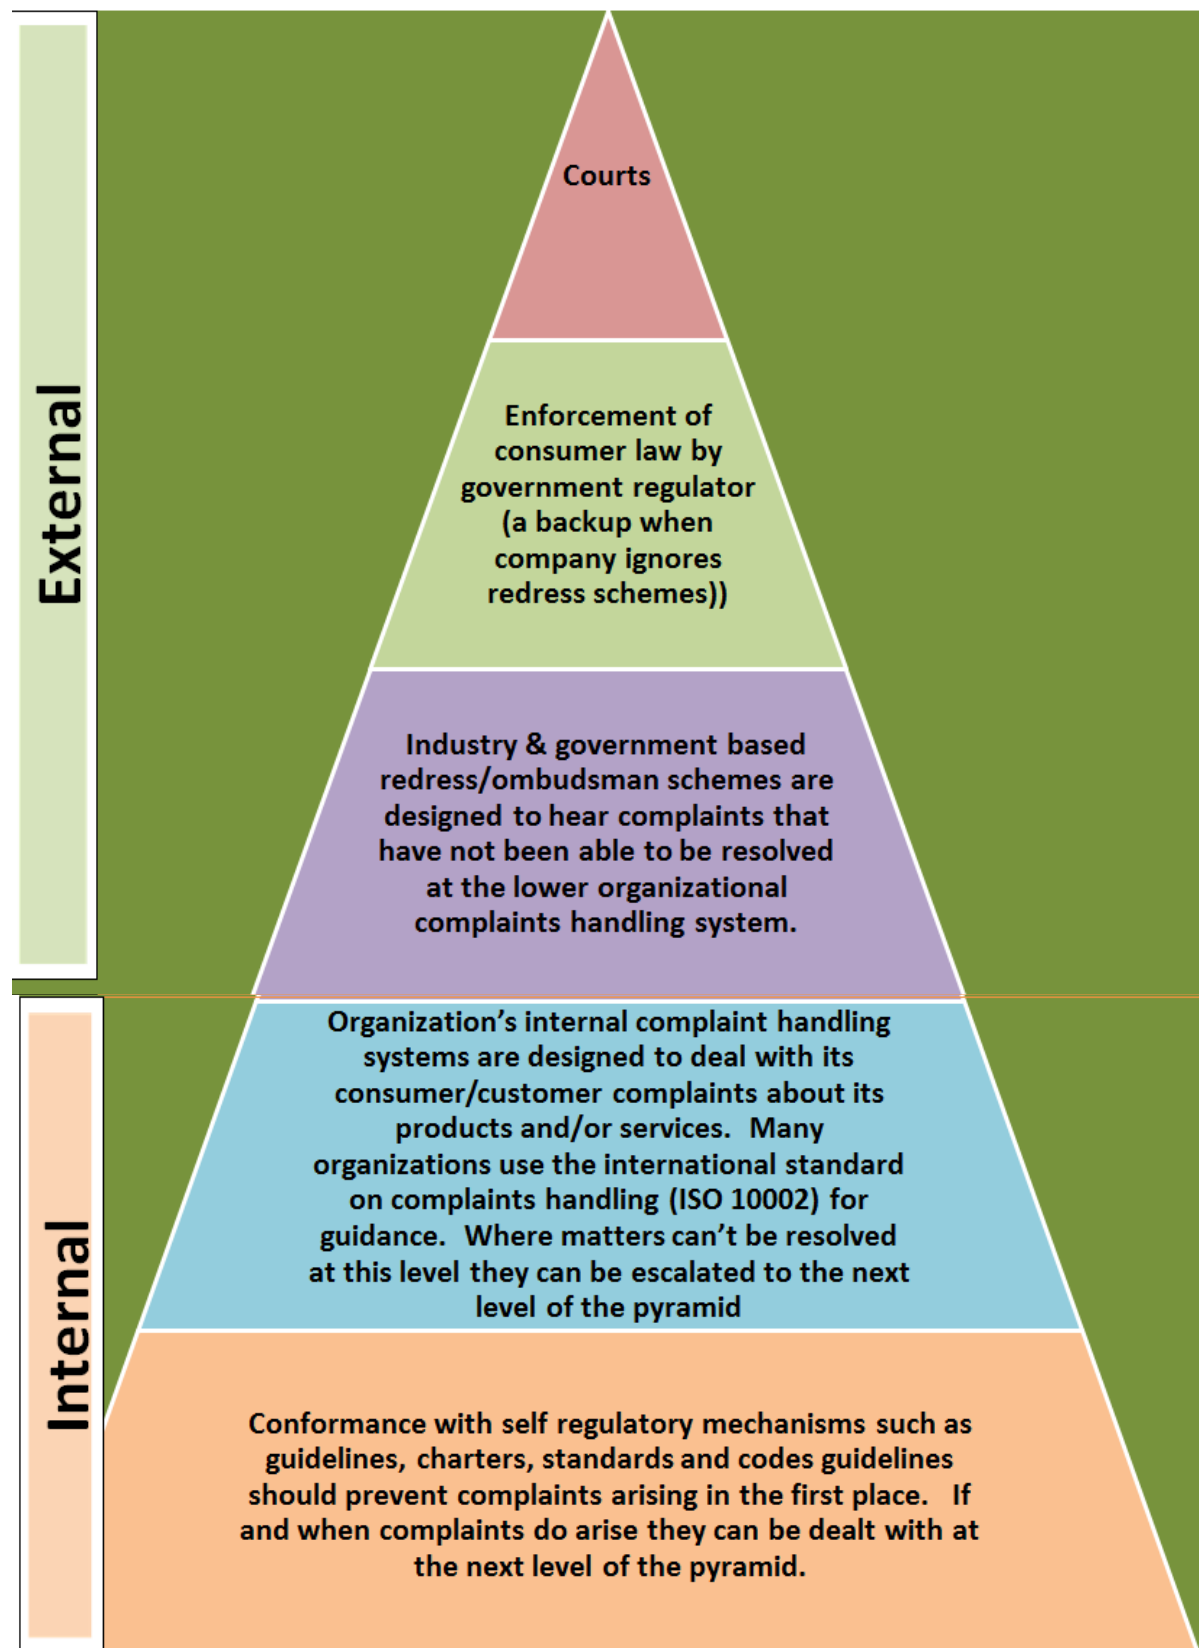 External
Courts
Enforcement of
consumer law by
government regulator
(a backup when
company ignores
redress schemes))
Industry & government based
redress/ombudsman schemes are
designed to hear complaints that
have not been able to be resolved
at the lower organizational
complaints handling system.
Internal
Organization's internal complaint handling
systems are designed to deal with its
consumer/customer complaints about its
products and/or services.  Many
organizations use the international standard
on complaints handling (ISO 10002) for
guidance.  Where matters can't be resolved
at this level they can be escalated to the next
level of the pyramid
Conformance with self regulatory mechanisms such as
guidelines, charters, standards and codes guidelines
should prevent complaints arising in the first place.  If
and when complaints do arise they can be dealt with at
the next level of the pyramid.